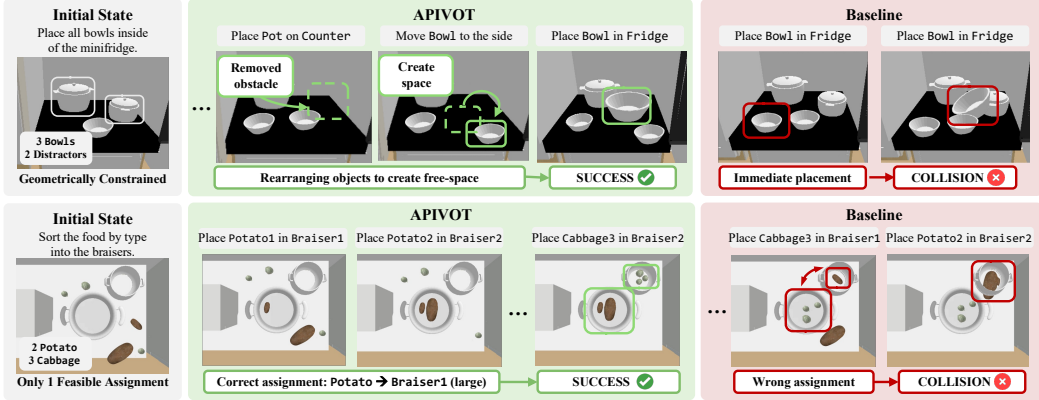 Initial State
Place all bowls inside
of the minifridge.
3 Bowls
2 Distractors
Geometrically Constrained
APIVOT
Place Pot on Counter
Move Bowl to the side
Place Bowl in Fridge
Removed
obstacle
Create
space
...
Rearranging objects to create free-space
SUCCESS
Baseline
Place Bowl in Fridge
Place Bowl in Fridge
Immediate placement
COLLISION
Initial State
Sort the food by type
into the braisers.
2 Potato
3 Cabbage
Only 1 Feasible Assignment
APIVOT
Place Potato1 in Braiser1
Place Potato2 in Braiser2
Place Cabbage3 in Braiser2
...
Correct assignment: Potato → Braiser1 (large)
SUCCESS
Baseline
Place Cabbage3 in Braiser1
Place Potato2 in Braiser2
...
Wrong assignment
COLLISION